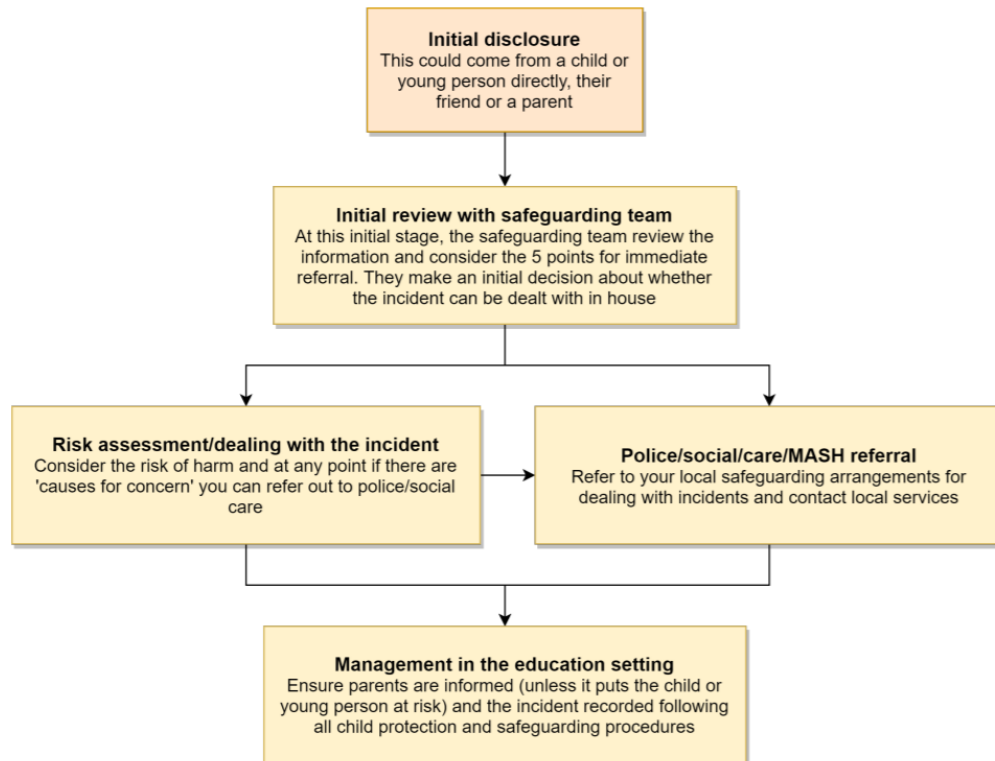 Initial disclosure
This could come from a child or
young person directly, their
friend or a parent
Initial review with safeguarding team
At this initial stage, the safeguarding team review the
information and consider the 5 points for immediate
referral. They make an initial decision about whether
the incident can be dealt with in house
Risk assessment/dealing with the incident
Consider the risk of harm and at any point if there are
'causes for concern' you can refer out to police/social
care
Police/social/care/MASH referral
Refer to your local safeguarding arrangements for
dealing with incidents and contact local services
Management in the education setting
Ensure parents are informed (unless it puts the child or
young person at risk) and the incident recorded following
all child protection and safeguarding procedures